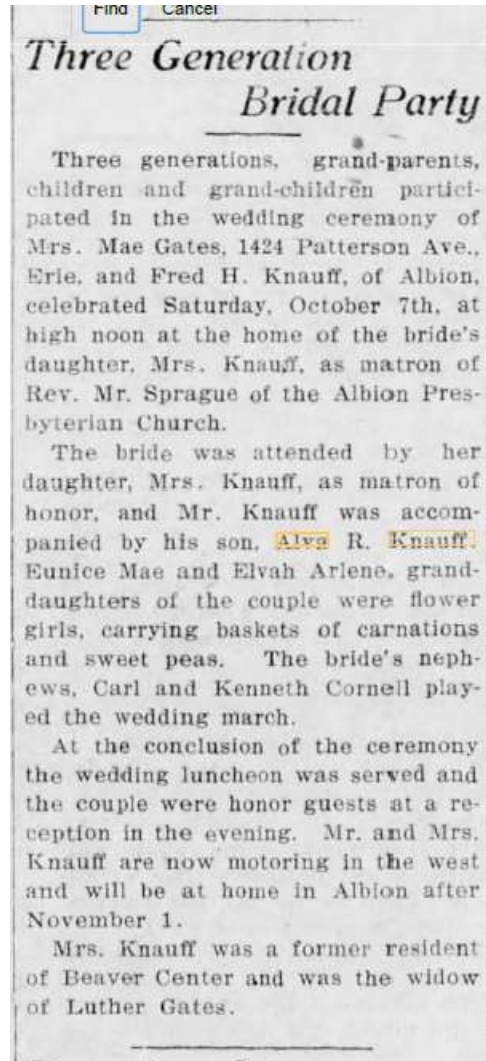 Find Cancel
Three Generation
Bridal Party
Three generations, grand-parents,
children and grand-children partici-
pated in the wedding ceremony of
Mrs. Mae Gates, 1424 Patterson Ave.,
Erie, and Fred H. Knauff, of Albion,
celebrated Saturday, October 7th, at
high noon at the home of the bride's
daughter, Mrs. Knauff, as matron of
Rev. Mr. Sprague of the Albion Pres-
byterian Church.
The bride was attended by her
daughter, Mrs. Knauff, as matron of
honor, and Mr. Knauff was accom-
panied by his son, Alva R. Knauff.
Eunice Mae and Elvah Arlene, grand-
daughters of the couple were flower
girls, carrying baskets of carnations
and sweet peas. The bride's neph-
ews, Carl and Kenneth Cornell play-
ed the wedding march.
At the conclusion of the ceremony
the wedding luncheon was served and
the couple were honor guests at a re-
ception in the evening. Mr. and Mrs.
Knauff are now motoring in the west
and will be at home in Albion after
November 1.
Mrs. Knauff was a former resident
of Beaver Center and was the widow
of Luther Gates.